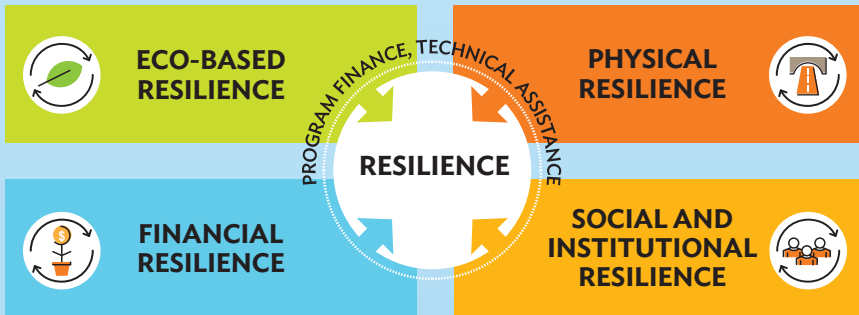 ECO-BASED
RESILIENCE
PROGRAM FINANCE, TECHNICAL ASSISTANCE
PHYSICAL
RESILIENCE
RESILIENCE
$
FINANCIAL
RESILIENCE
SOCIAL AND
INSTITUTIONAL
RESILIENCE